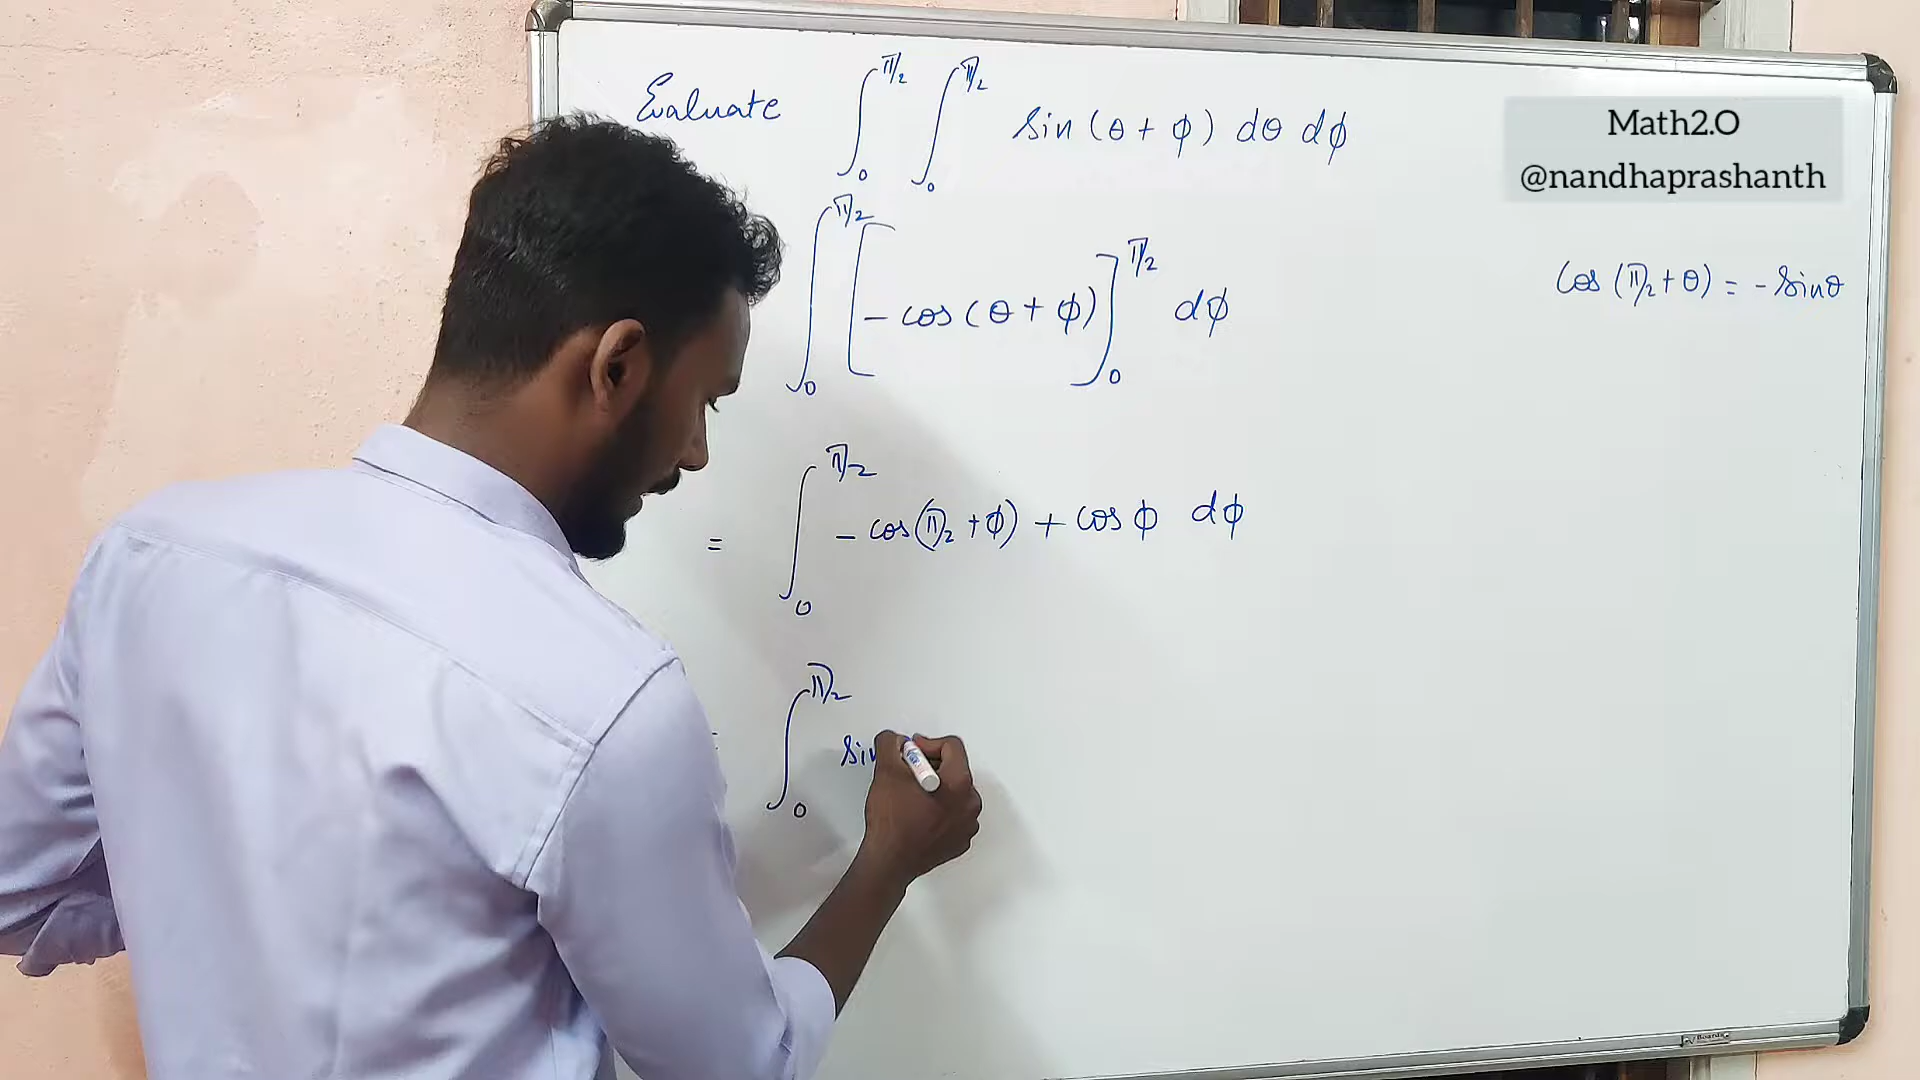 Evaluate ∫₀^π/2 ∫₀^π/2 sin (θ + ϕ) dθ dϕ
Math2.O
@nandhaprashanth
∫₀^π/2 [- cos (θ + ϕ)]₀^π/2 dϕ
cos (π/2 + θ) = - sinθ
= ∫₀^π/2 - cos(π/2 + ϕ) + cos ϕ dϕ
= ∫₀^π/2 sin